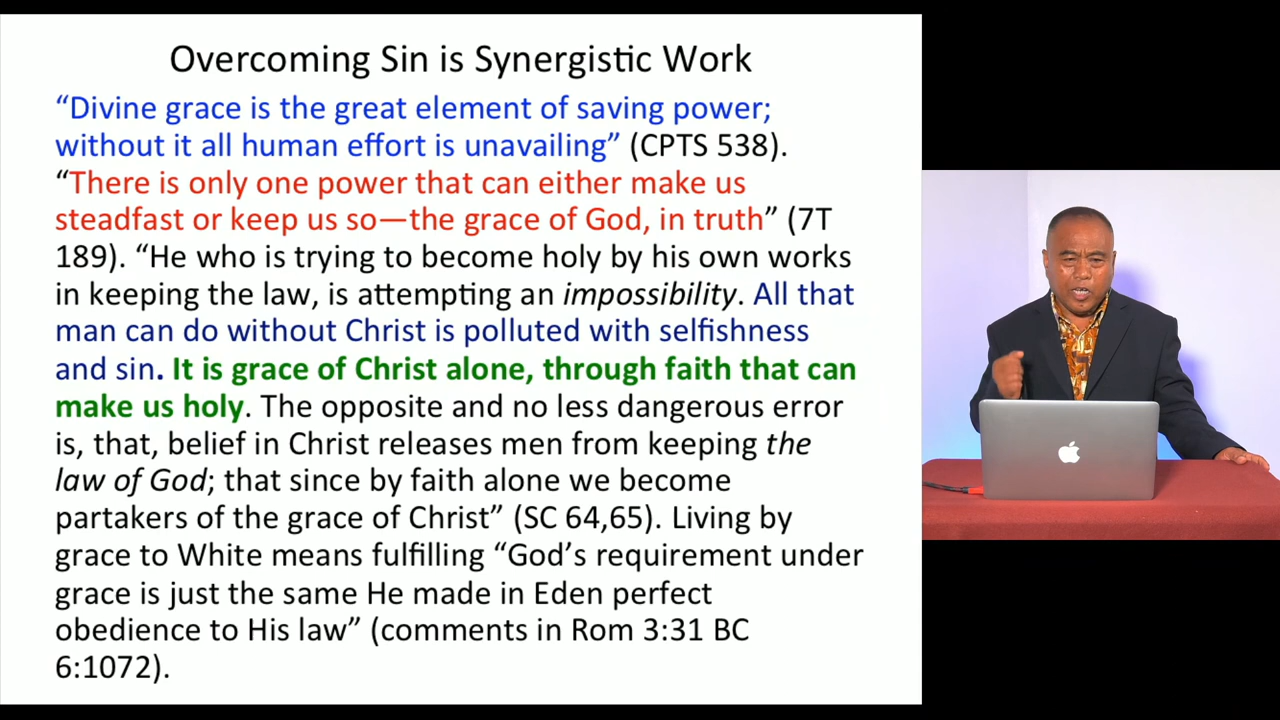 Overcoming Sin is Synergistic Work
“Divine grace is the great element of saving power;
without it all human effort is unavailing” (CPTS 538).
“There is only one power that can either make us
steadfast or keep us so—the grace of God, in truth” (7T
189). “He who is trying to become holy by his own works
in keeping the law, is attempting an impossibility. All that
man can do without Christ is polluted with selfishness
and sin. It is grace of Christ alone, through faith that can
make us holy. The opposite and no less dangerous error
is, that, belief in Christ releases men from keeping the
law of God; that since by faith alone we become
partakers of the grace of Christ” (SC 64,65). Living by
grace to White means fulfilling “God’s requirement under
grace is just the same He made in Eden perfect
obedience to His law” (comments in Rom 3:31 BC
6:1072).